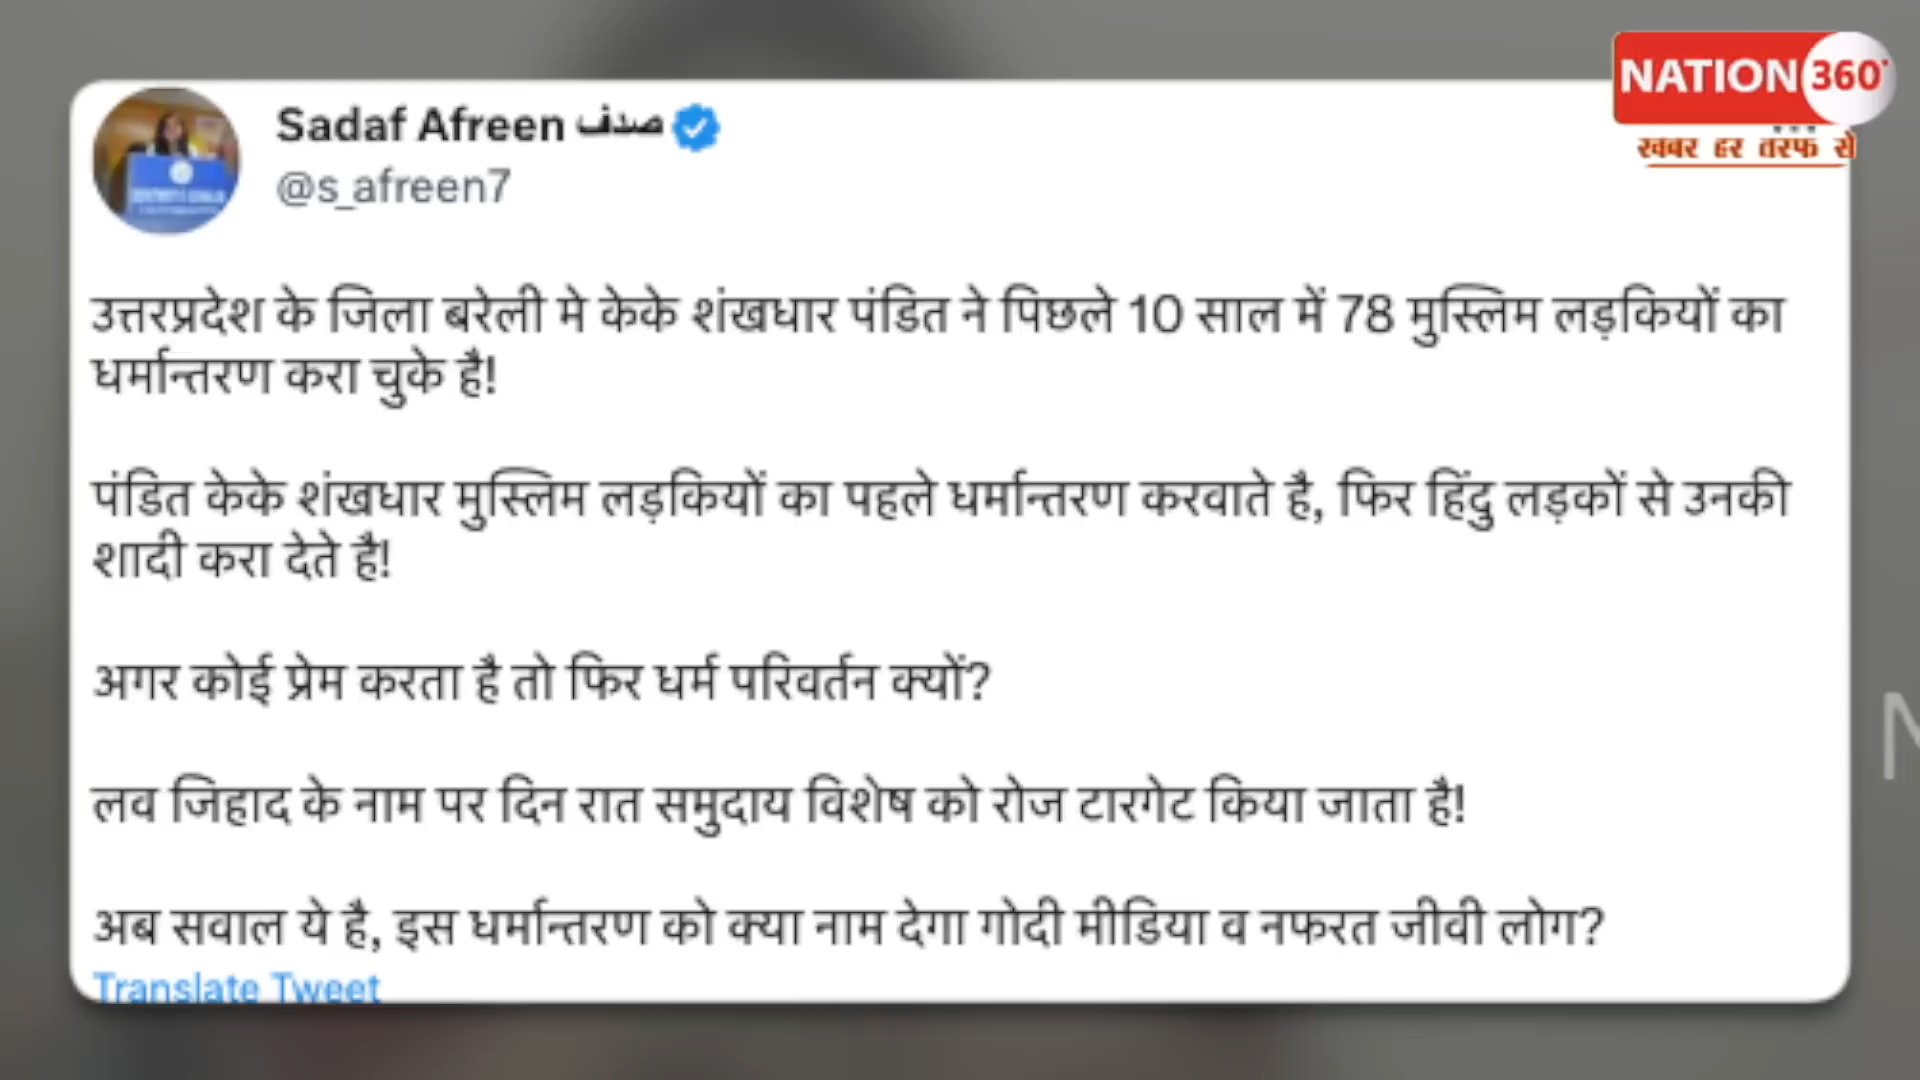 NATION 360°
खबर हर तरफ से
Sadaf Afreen صدف
@s_afreen7
उत्तरप्रदेश के जिला बरेली मे केके शंखधार पंडित ने पिछले 10 साल में 78 मुस्लिम लड़कियों का
धर्मान्तरण करा चुके है!
पंडित केके शंखधार मुस्लिम लड़कियों का पहले धर्मान्तरण करवाते है, फिर हिंदु लड़कों से उनकी
शादी करा देते है!
अगर कोई प्रेम करता है तो फिर धर्म परिवर्तन क्यों?
लव जिहाद के नाम पर दिन रात समुदाय विशेष को रोज टारगेट किया जाता है!
अब सवाल ये है, इस धर्मान्तरण को क्या नाम देगा गोदी मीडिया व नफरत जीवी लोग?
Translate Tweet